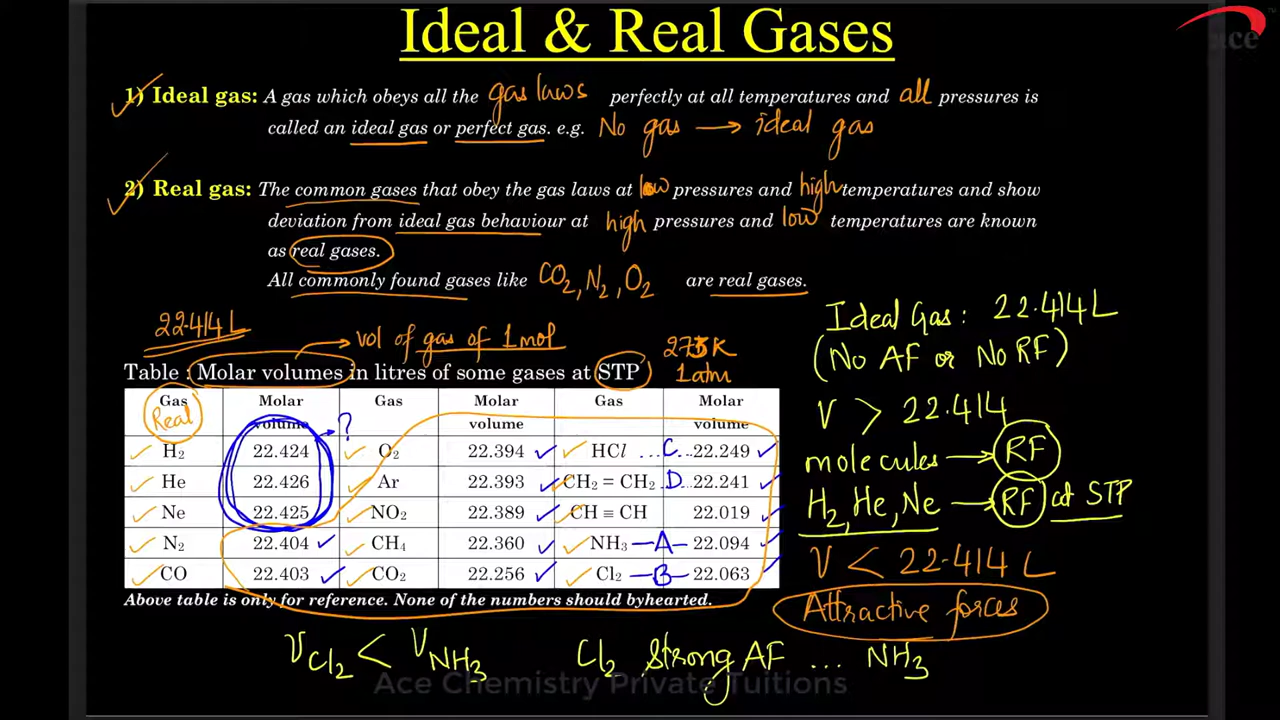 Ideal & Real Gases
ace
1) Ideal gas: A gas which obeys all the gas laws perfectly at all temperatures and all pressures is
called an ideal gas or perfect gas. e.g. No gas → ideal gas
2) Real gas: The common gases that obey the gas laws at low pressures and high temperatures and show
deviation from ideal gas behaviour at high pressures and low temperatures are known
as real gases.
All commonly found gases like CO₂, N₂, O₂ are real gases.
22.414 L
→ vol of gas of 1 mol
273K
1atm
Table : Molar volumes in litres of some gases at STP
Gas Molar volume Gas Molar volume Gas Molar volume
Real
?
H₂ 22.424 O₂ 22.394 HCl ...C... 22.249
He 22.426 Ar 22.393 CH₂ = CH₂ ..D.. 22.241
Ne 22.425 NO₂ 22.389 CH ≡ CH 22.019
N₂ 22.404 CH₄ 22.360 NH₃ —A— 22.094
CO 22.403 CO₂ 22.256 Cl₂ —B— 22.063
Above table is only for reference. None of the numbers should byhearted.
Ideal Gas: 22.414 L
(No AF or No RF)
V > 22.414
molecules → RF
H₂, He, Ne → RF at STP
V < 22.414 L
Attractive forces
V Cl₂ < V NH₃ Cl₂ strong AF ... NH₃
Ace Chemistry Private Tuitions